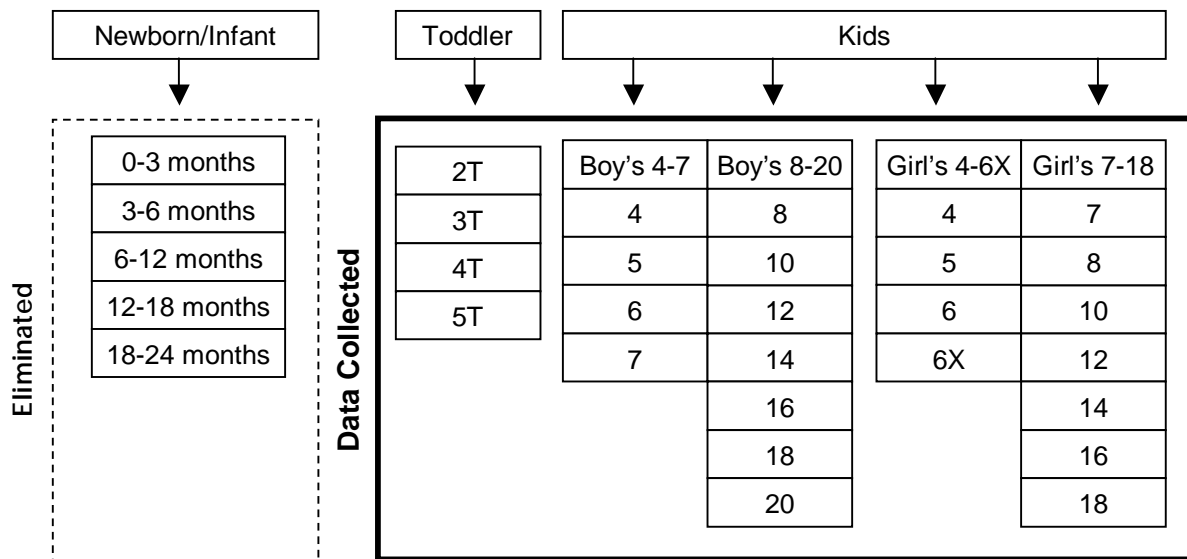 Newborn/Infant
Toddler
Kids
Eliminated
0-3 months
3-6 months
6-12 months
12-18 months
18-24 months
Data Collected
2T
3T
4T
5T
Boy's 4-7
4
5
6
7
Boy's 8-20
8
10
12
14
16
18
20
Girl's 4-6X
4
5
6
6X
Girl's 7-18
7
8
10
12
14
16
18